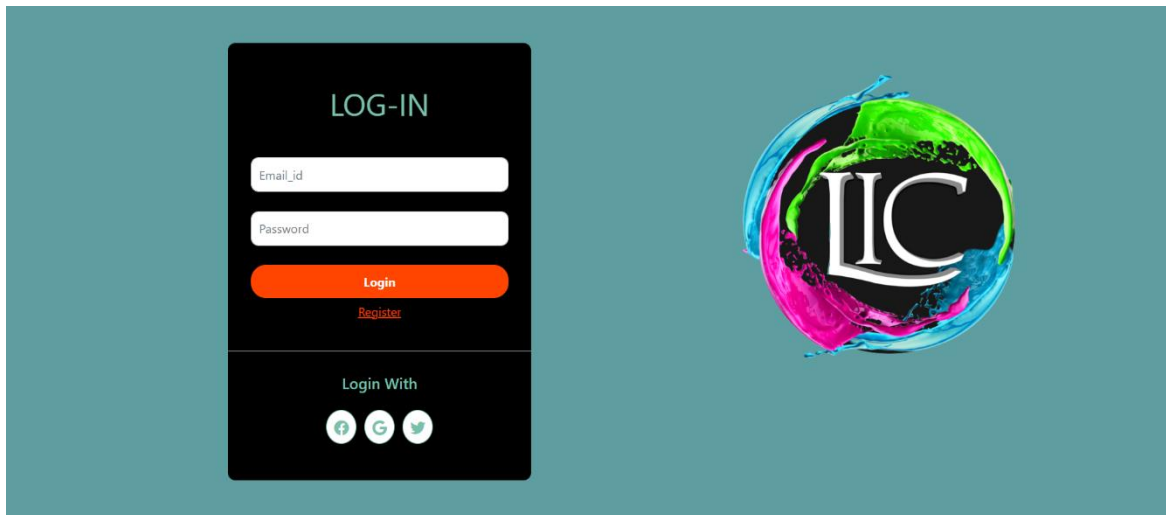 LOG-IN
Email_id
Password
Login
Register
Login With
LIC